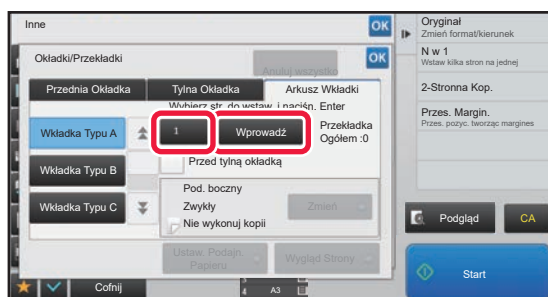 Inne
OK
Okładki/Przekładki
Anuluj wszystko
OK
Przednia Okładka
Tylna Okładka
Arkusz Wkładki
Wybierz str. do wstaw. i naciśn. Enter
Wkładka Typu A
1
Wprowadź
Przekładka
Ogółem :0
Przed tylną okładką
Wkładka Typu B
Wkładka Typu C
Pod. boczny
Zwykły
Nie wykonuj kopii
Zmień
Ustaw. Podajn.
Papieru
Wygląd Strony
Cofnij
4 A3
Oryginał
Zmień format/kierunek
N w 1
Wstaw kilka stron na jednej
2-Stronna Kop.
Przes. Margin.
Przes. pozyc. tworząc margines
Podgląd
CA
Start